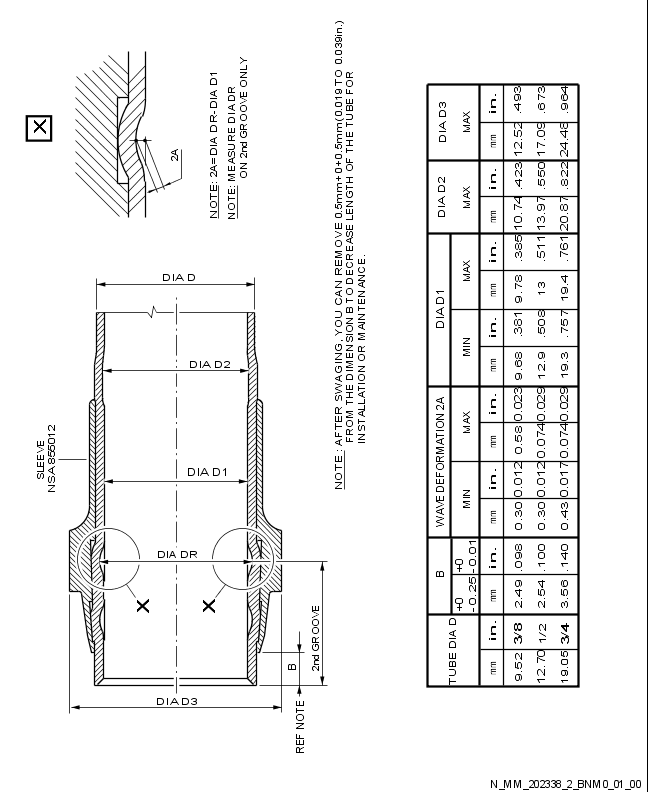 X
2A
NOTE: 2A=DIA DR-DIA D1
NOTE: MEASURE DIA DR
ON 2nd GROOVE ONLY
DIA D
DIA D2
SLEEVE
NSA 855012
DIA D1
DIA DR
X X
2nd GROOVE
B
DIA D3
REF NOTE
NOTE : AFTER SWAGING, YOU CAN REMOVE 0.5mm+0+0.5mm(0.019 TO 0.039in.)
FROM THE DIMENSION B TO DECREASE LENGTH OF THE TUBE FOR
INSTALLATION OR MAINTENANCE.
TUBE DIA D B WAVE DEFORMATION 2A DIA D1 DIA D2 DIA D3
+0 +0 MIN MAX MIN MAX MAX MAX
-0.25 -0.01
mm in. mm in. mm in. mm in. mm in. mm in. mm in. mm in.
9.52 3/8 2.49 .098 0.30 0.012 0.58 0.023 9.68 .381 9.78 .385 10.74 .423 12.52 .493
12.70 1/2 2.54 .100 0.30 0.012 0.074 0.029 12.9 .508 13 .511 13.97 .550 17.09 .673
19.05 3/4 3.56 .140 0.43 0.017 0.074 0.029 19.3 .757 19.4 .761 20.87 .822 24.48 .964
N_MM_202338_2_BNM0_01_00